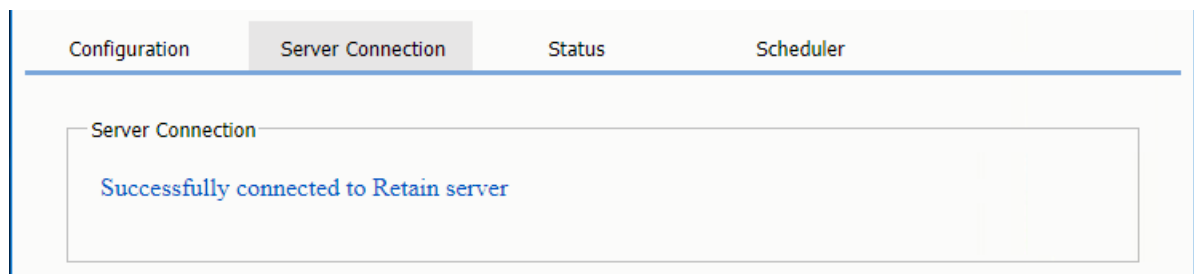 Configuration Server Connection Status Scheduler
Server Connection
Successfully connected to Retain server